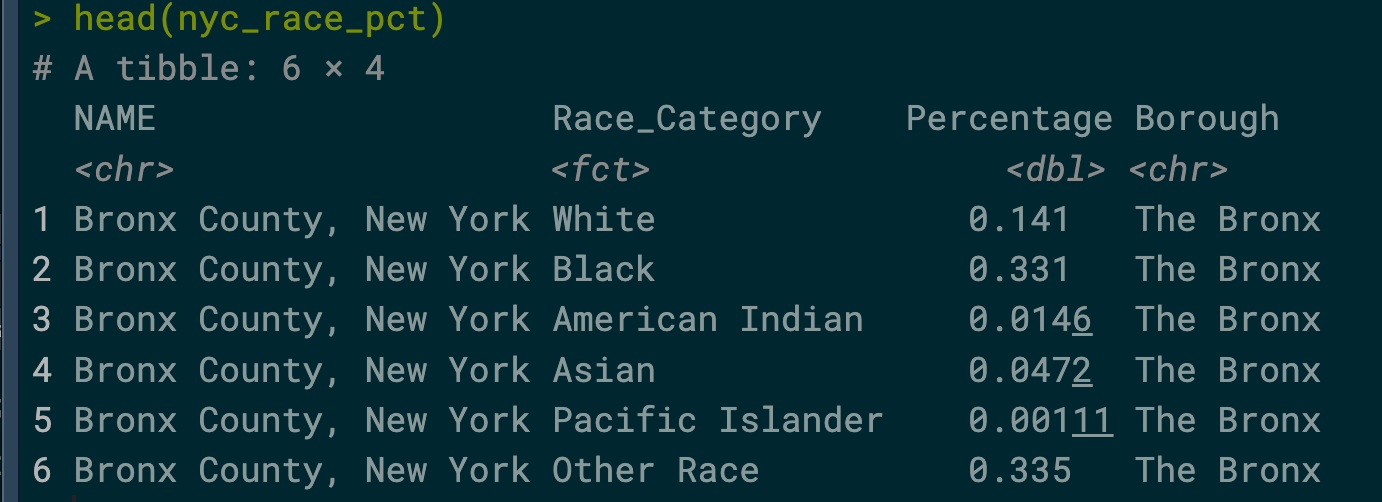 > head(nyc_race_pct)
# A tibble: 6 × 4
  NAME                   Race_Category    Percentage Borough
  <chr>                  <fct>                 <dbl> <chr>
1 Bronx County, New York White               0.141   The Bronx
2 Bronx County, New York Black               0.331   The Bronx
3 Bronx County, New York American Indian     0.0146  The Bronx
4 Bronx County, New York Asian               0.0472  The Bronx
5 Bronx County, New York Pacific Islander    0.00111 The Bronx
6 Bronx County, New York Other Race          0.335   The Bronx